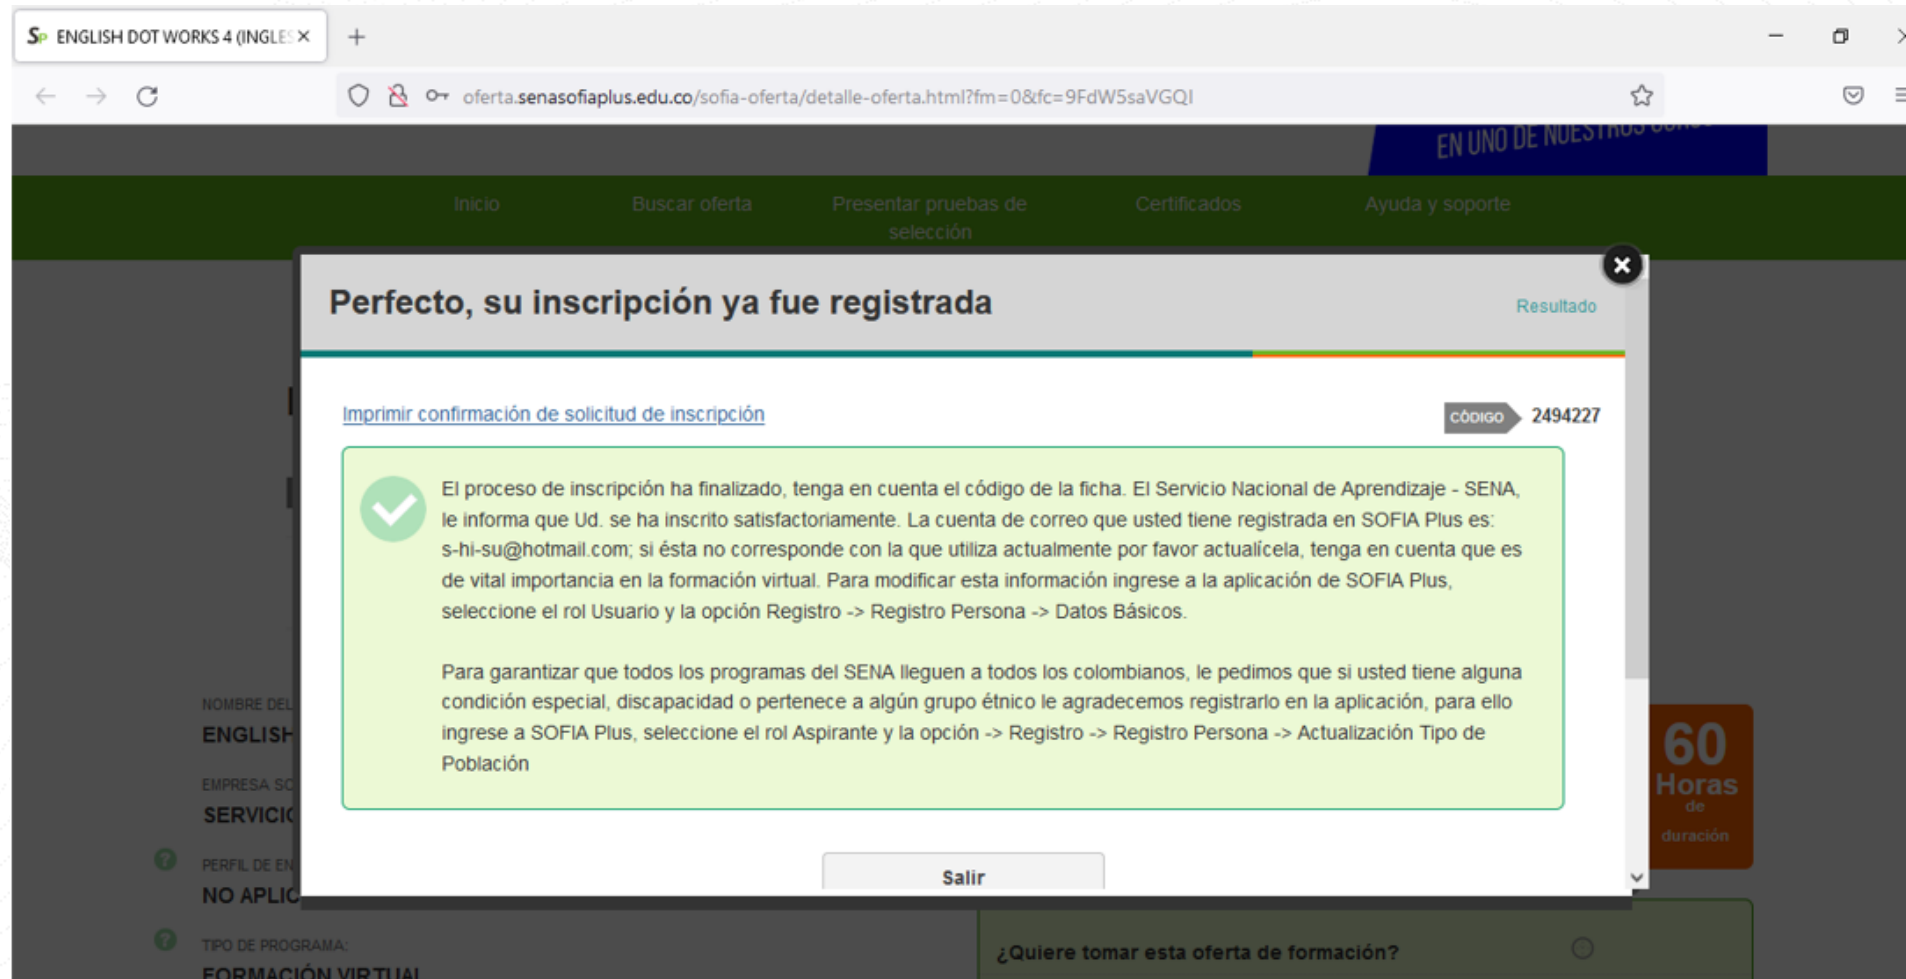 ENGLISH DOT WORKS 4 (INGLES
oferta.senasofiaplus.edu.co/sofia-oferta/detalle-oferta.html?fm=0&fc=9FdW5saVGQI
EN UNO DE NUESTROS
Inicio
Buscar oferta
Presentar pruebas de
selección
Certificados
Ayuda y soporte
Perfecto, su inscripción ya fue registrada
Resultado
Imprimir confirmación de solicitud de inscripción
CÓDIGO 2494227
El proceso de inscripción ha finalizado, tenga en cuenta el código de la ficha. El Servicio Nacional de Aprendizaje - SENA,
le informa que Ud. se ha inscrito satisfactoriamente. La cuenta de correo que usted tiene registrada en SOFIA Plus es:
s-hi-su@hotmail.com; si ésta no corresponde con la que utiliza actualmente por favor actualícela, tenga en cuenta que es
de vital importancia en la formación virtual. Para modificar esta información ingrese a la aplicación de SOFIA Plus,
seleccione el rol Usuario y la opción Registro -> Registro Persona -> Datos Básicos.
Para garantizar que todos los programas del SENA lleguen a todos los colombianos, le pedimos que si usted tiene alguna
condición especial, discapacidad o pertenece a algún grupo étnico le agradecemos registrarlo en la aplicación, para ello
ingrese a SOFIA Plus, seleccione el rol Aspirante y la opción -> Registro -> Registro Persona -> Actualización Tipo de
Población
Salir
NOMBRE DEL
ENGLISH
EMPRESA SO
SERVICIO
PERFIL DE EN
NO APLIC
TIPO DE PROGRAMA:
FORMACIÓN VIRTUAL
60
Horas
de
duración
¿Quiere tomar esta oferta de formación?